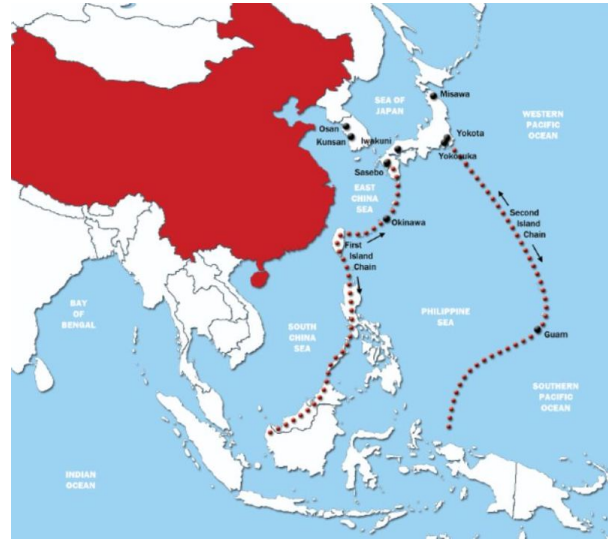 Misawa
SEA OF
JAPAN
WESTERN
PACIFIC
OCEAN
Osan
Kunsan
Iwakuni
Yokota
Yokosuka
Sasebo
EAST
CHINA
SEA
Okinawa
Second
Island
Chain
First
Island
Chain
BAY
OF
BENGAL
SOUTH
CHINA
SEA
PHILIPPINE
SEA
Guam
SOUTHERN
PACIFIC
OCEAN
INDIAN
OCEAN